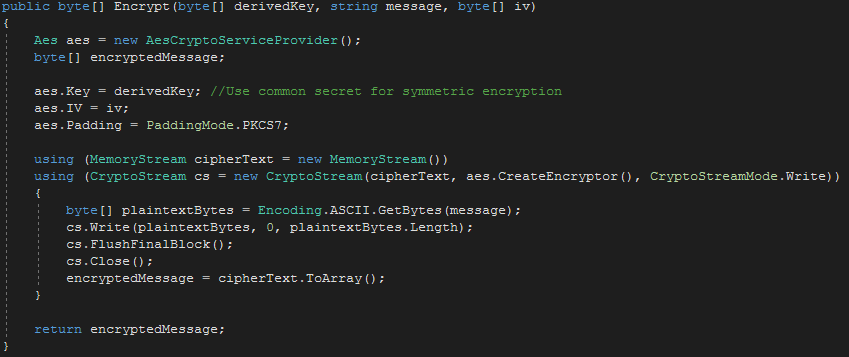 public byte[] Encrypt(byte[] derivedKey, string message, byte[] iv)
{
Aes aes = new AesCryptoServiceProvider();
byte[] encryptedMessage;
aes.Key = derivedKey; //Use common secret for symmetric encryption
aes.IV = iv;
aes.Padding = PaddingMode.PKCS7;
using (MemoryStream cipherText = new MemoryStream())
using (CryptoStream cs = new CryptoStream(cipherText, aes.CreateEncryptor(), CryptoStreamMode.Write))
{
byte[] plaintextBytes = Encoding.ASCII.GetBytes(message);
cs.Write(plaintextBytes, 0, plaintextBytes.Length);
cs.FlushFinalBlock();
cs.Close();
encryptedMessage = cipherText.ToArray();
}
return encryptedMessage;
}